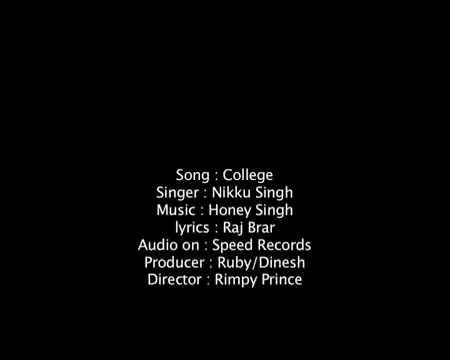 Song : College
Singer : Nikku Singh
Music : Honey Singh
lyrics : Raj Brar
Audio on : Speed Records
Producer : Ruby/Dinesh
Director : Rimpy Prince